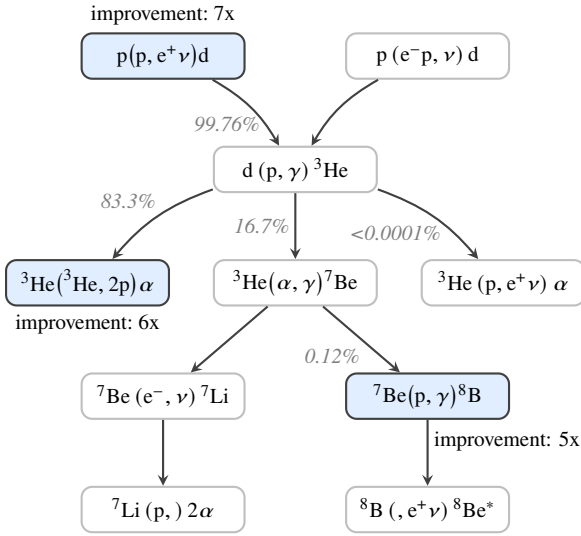 improvement: 7x
p(p, e⁺ν)d
p (e⁻p, ν) d
99.76%
d (p, γ) ³He
83.3%
16.7%
<0.0001%
³He(³He, 2p)α
³He(α, γ)⁷Be
³He (p, e⁺ν) α
improvement: 6x
0.12%
⁷Be (e⁻, ν) ⁷Li
⁷Be(p, γ)⁸B
improvement: 5x
⁷Li (p, ) 2α
⁸B (, e⁺ν) ⁸Be*